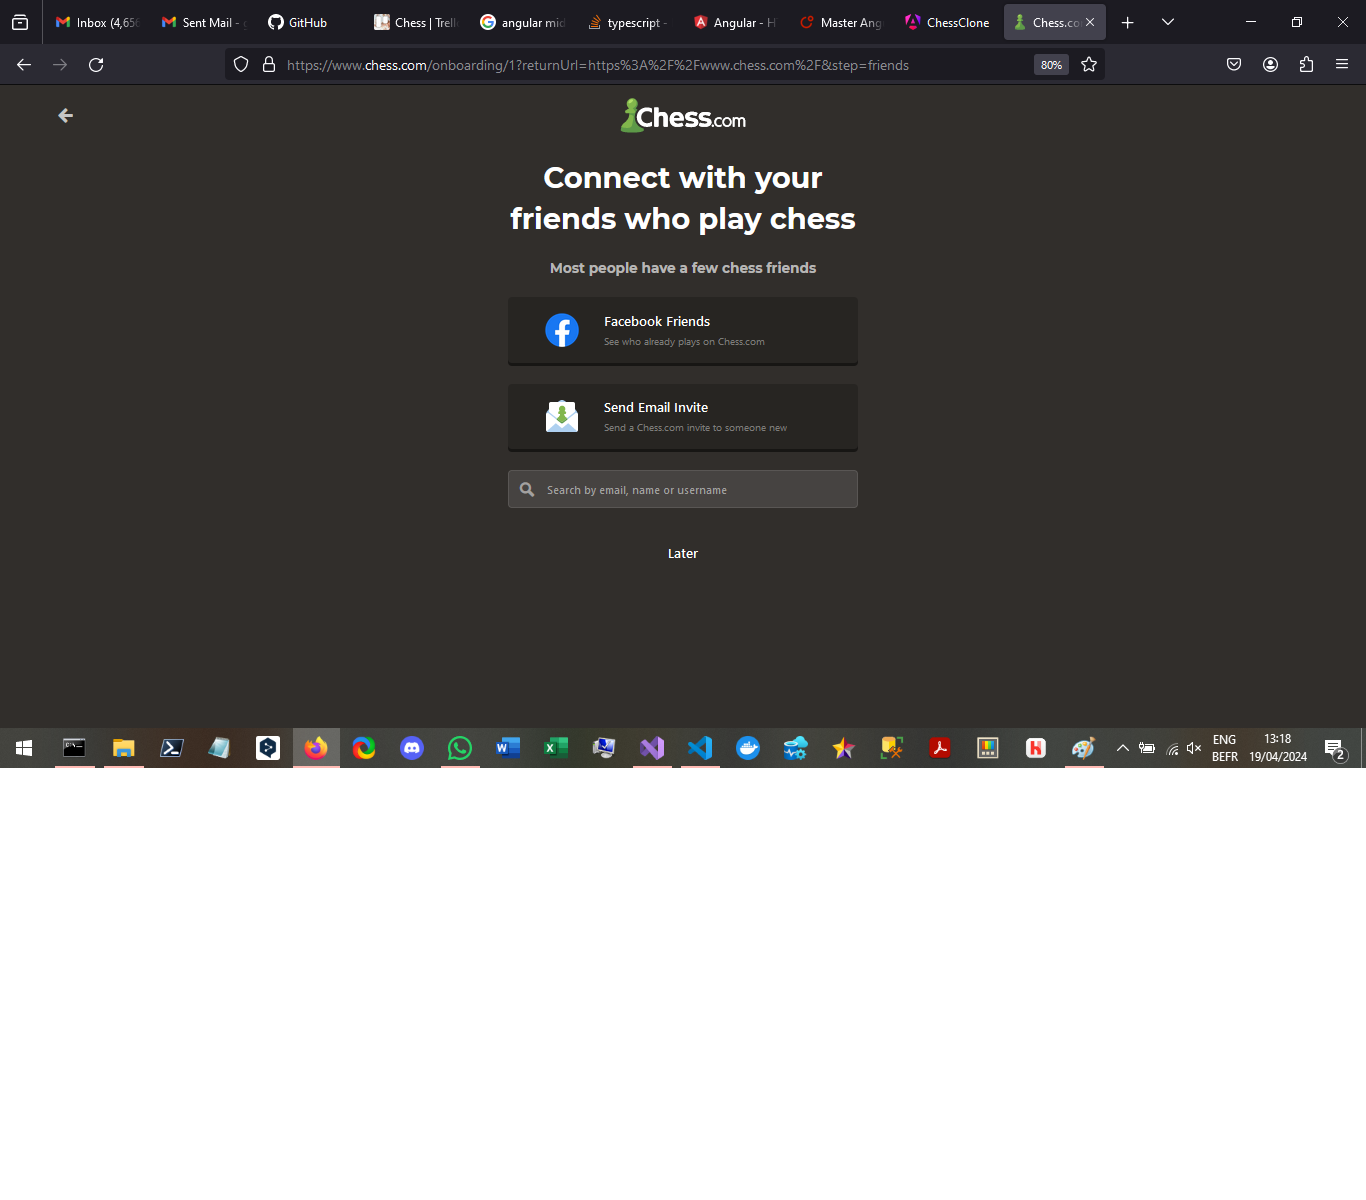 Inbox (4,656
Sent Mail - g
GitHub
Chess | Trell
angular mid
typescript -
Angular - H
Master Ang
ChessClone
Chess.co
https://www.chess.com/onboarding/1?returnUrl=https%3A%2F%2Fwww.chess.com%2F&step=friends
80%
Chess.com
Connect with your
friends who play chess
Most people have a few chess friends
Facebook Friends
See who already plays on Chess.com
Send Email Invite
Send a Chess.com invite to someone new
Search by email, name or username
Later
ENG
BEFR
13:18
19/04/2024
2